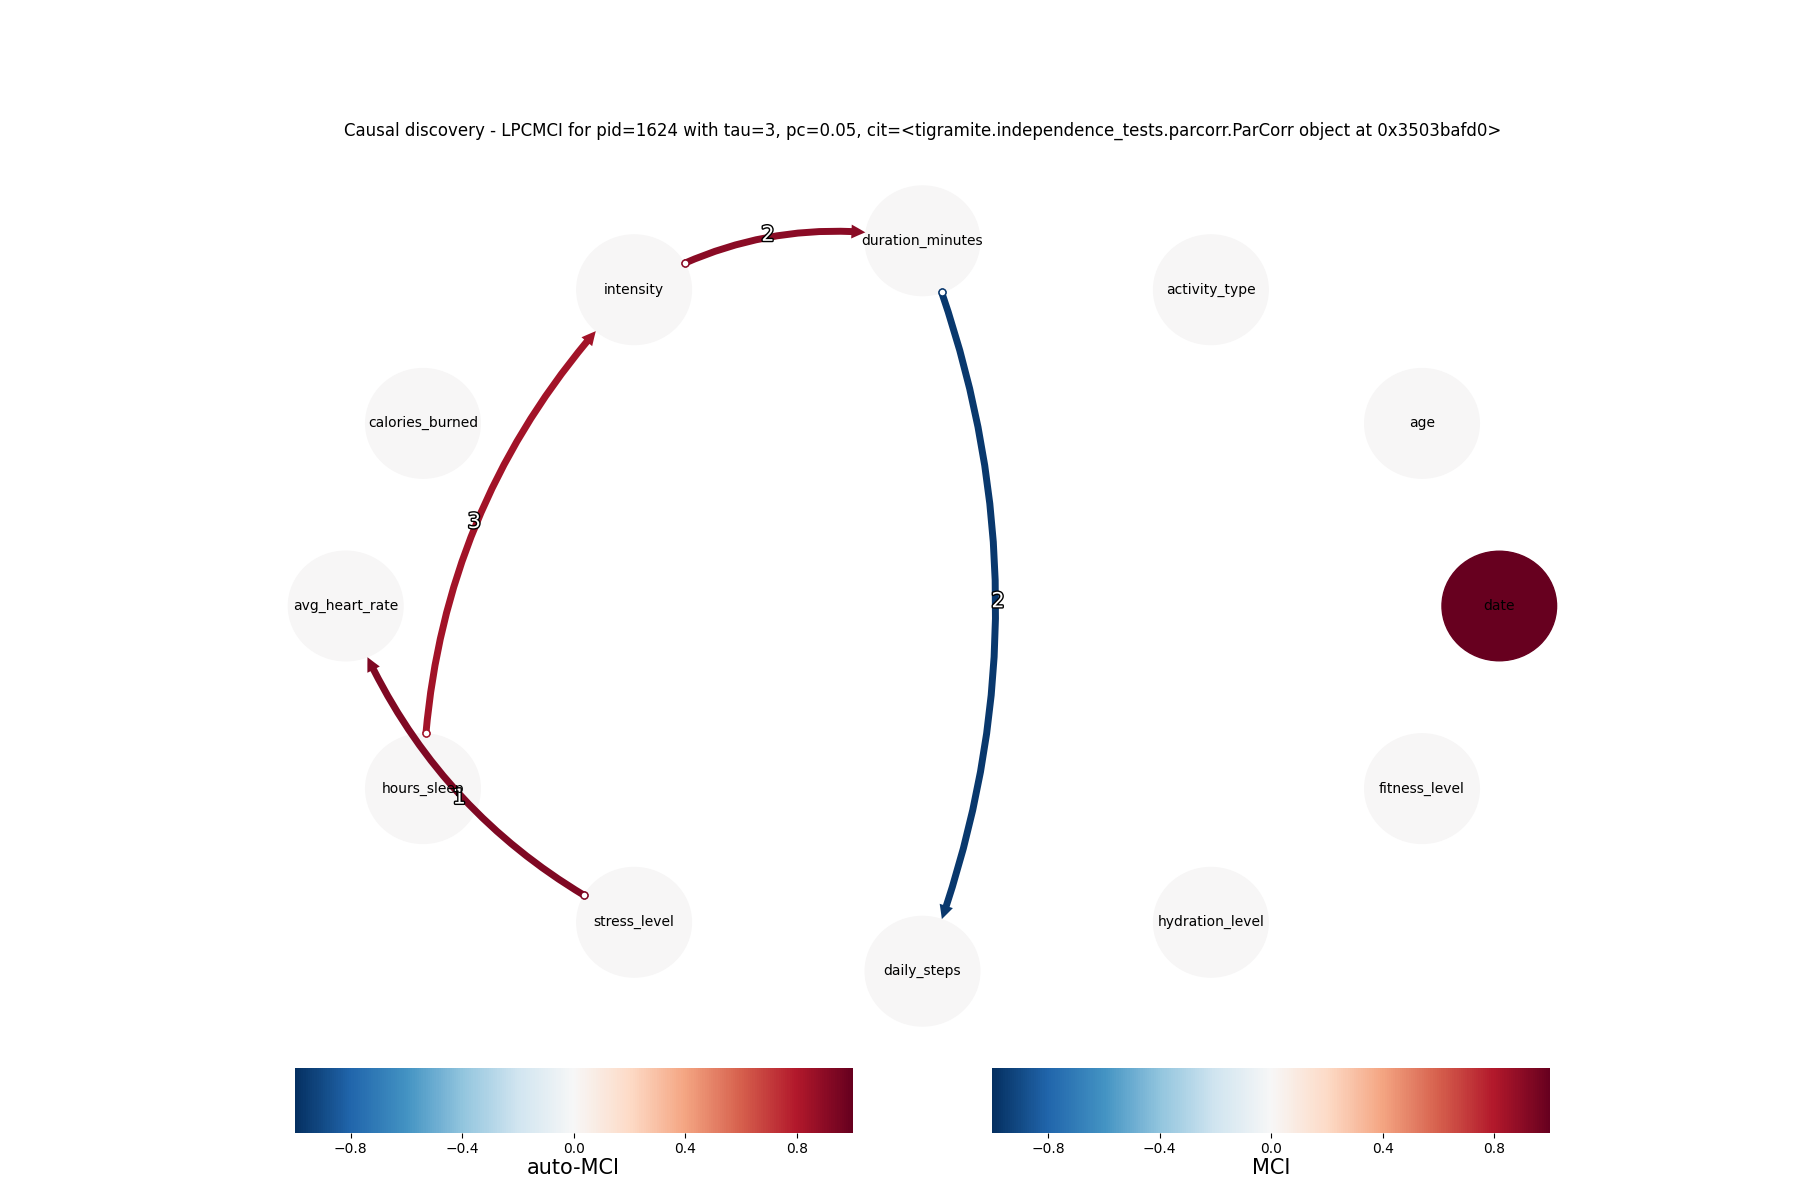 Causal discovery - LPCMCI for pid=1624 with tau=3, pc=0.05, cit=<tigramite.independence_tests.parcorr.ParCorr object at 0x3503bafd0>
2
duration_minutes
intensity
activity_type
calories_burned
age
3
2
avg_heart_rate
date
hours_sleep
1
fitness_level
stress_level
hydration_level
daily_steps
−0.8 −0.4 0.0 0.4 0.8
auto-MCI
−0.8 −0.4 0.0 0.4 0.8
MCI